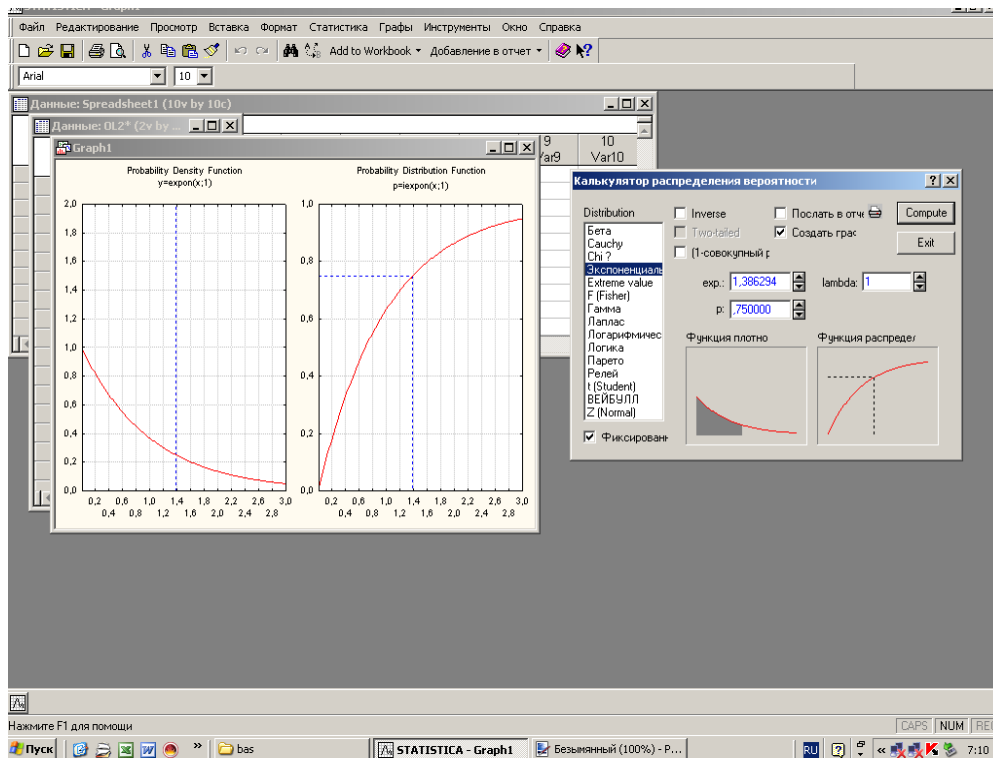 STATISTICA - Graph1
Файл Редактирование Просмотр Вставка Формат Статистика Графы Инструменты Окно Справка
Add to Workbook Добавление в отчет
Arial 10
Данные: Spreadsheet1 (10v by 10c)
Данные: OL2* (2v by ...
9 10
Var9 Var10
Graph1
Probability Density Function
y=expon(x;1)
Probability Distribution Function
p=iexpon(x;1)
2,0
1,8
1,6
1,4
1,2
1,0
0,8
0,6
0,4
0,2
0,0
0,2 0,6 1,0 1,4 1,8 2,2 2,6 3,0
0,4 0,8 1,2 1,6 2,0 2,4 2,8
1,0
0,8
0,6
0,4
0,2
0,0
0,2 0,6 1,0 1,4 1,8 2,2 2,6 3,0
0,4 0,8 1,2 1,6 2,0 2,4 2,8
Калькулятор распределения вероятности
Distribution
Бета
Cauchy
Chi ?
Экспоненциаль
Extreme value
F (Fisher)
Гамма
Лаплас
Логарифмичес
Логика
Парето
Релей
t (Student)
ВЕЙБУЛЛ
Z (Normal)
Фиксирован
Inverse
Two-tailed
(1-совокупный р
Послать в отче
Создать граф
Compute
Exit
exp.: 1,386294 lambda: 1
p: ,750000
Функция плотно Функция распредел
Нажмите F1 для помощи
CAPS NUM REC
Пуск » bas STATISTICA - Graph1 Безымянный (100%) - P... RU « 7:10